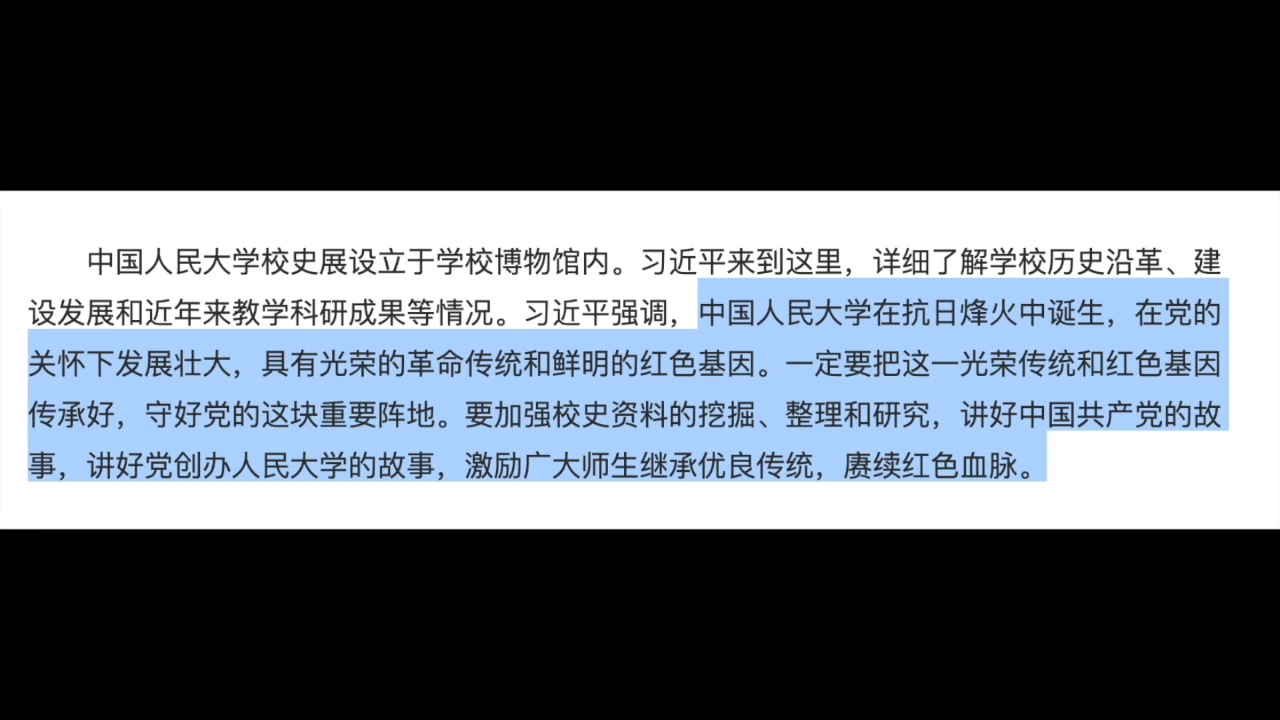 中国人民大学校史展设立于学校博物馆内。习近平来到这里，详细了解学校历史沿革、建
设发展和近年来教学科研成果等情况。习近平强调，中国人民大学在抗日烽火中诞生，在党的
关怀下发展壮大，具有光荣的革命传统和鲜明的红色基因。一定要把这一光荣传统和红色基因
传承好，守好党的这块重要阵地。要加强校史资料的挖掘、整理和研究，讲好中国共产党的故
事，讲好党创办人民大学的故事，激励广大师生继承优良传统，赓续红色血脉。